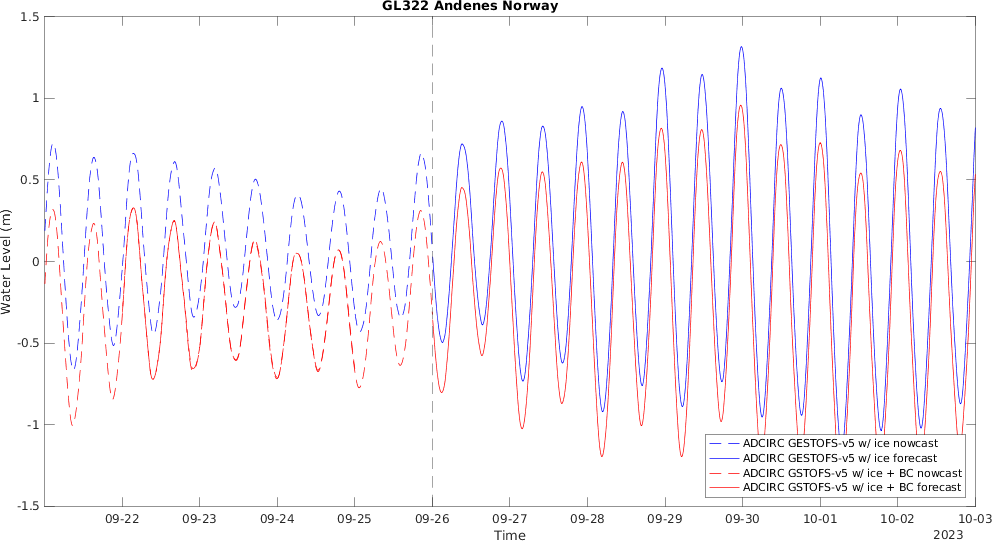 GL322 Andenes Norway
1.5
1
0.5
0
-0.5
-1
-1.5
Water Level (m)
09-22 09-23 09-24 09-25 09-26 09-27 09-28 09-29 09-30 10-01 10-02 10-03
Time
2023
ADCIRC GESTOFS-v5 w/ ice nowcast
ADCIRC GESTOFS-v5 w/ ice forecast
ADCIRC GSTOFS-v5 w/ ice + BC nowcast
ADCIRC GSTOFS-v5 w/ ice + BC forecast